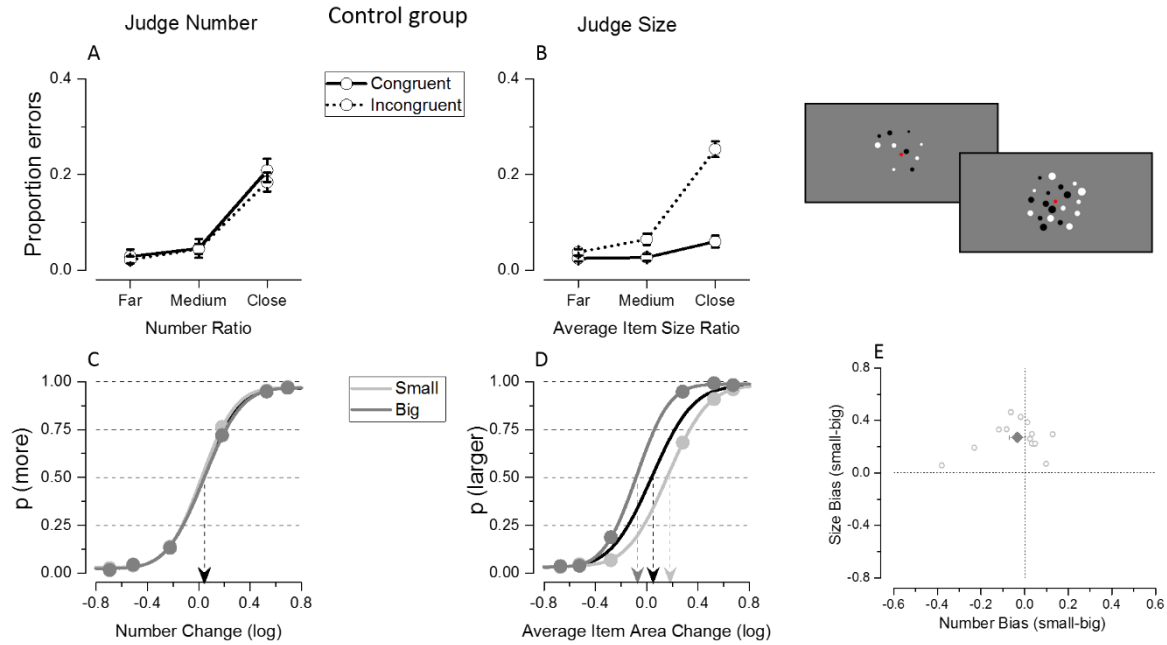 Control group
Judge Number
Judge Size
A
Proportion errors
0.4
0.2
0.0
Far Medium Close
Number Ratio
Congruent
Incongruent
B
0.4
0.2
0.0
Far Medium Close
Average Item Size Ratio
C
p (more)
1.00
0.75
0.50
0.25
0.00
-0.8 -0.4 0.0 0.4 0.8
Number Change (log)
Small
Big
D
p (larger)
1.00
0.75
0.50
0.25
0.00
-0.8 -0.4 0.0 0.4 0.8
Average Item Area Change (log)
E
Size Bias (small-big)
0.8
0.4
0.0
0.4
-0.8
-0.6 -0.4 -0.2 0.0 0.2 0.4 0.6
Number Bias (small-big)